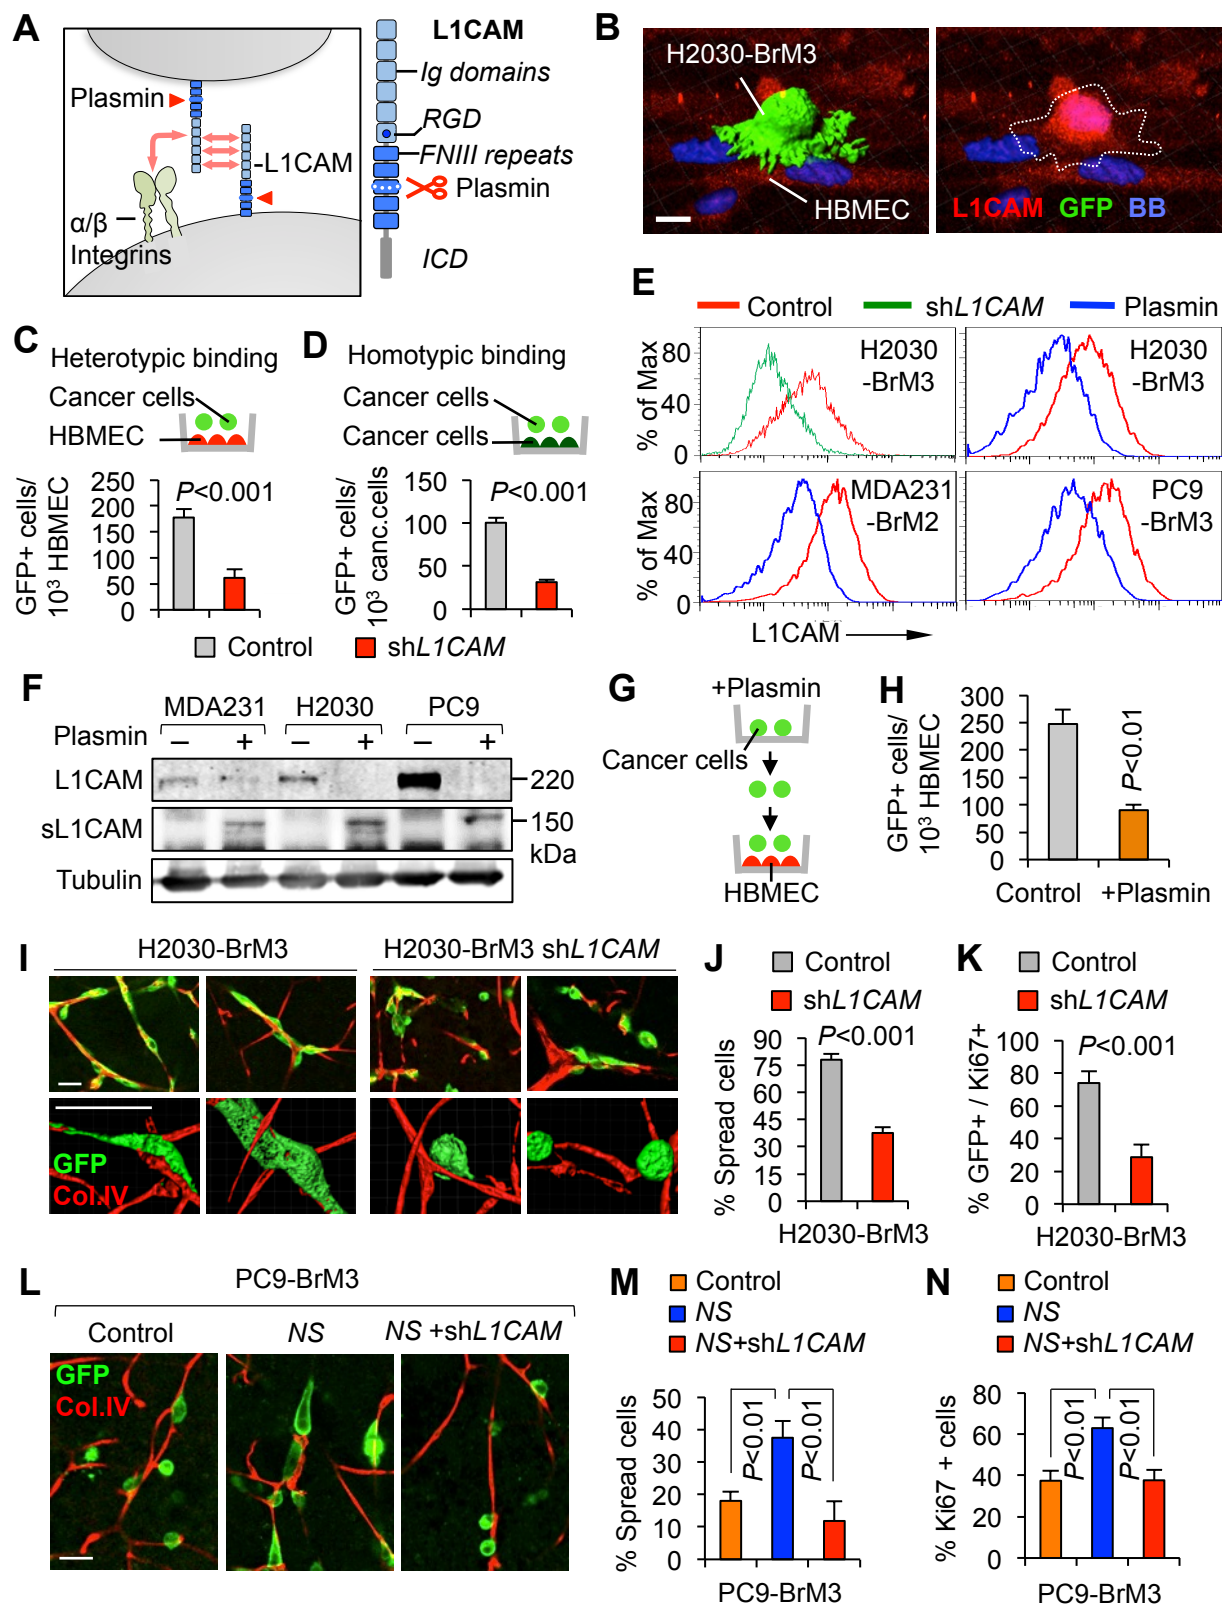 A
L1CAM
Plasmin
Ig domains
RGD
FNIII repeats
L1CAM
Plasmin
α/β
Integrins
ICD
B
H2030-BrM3
HBMEC
L1CAM GFP BB
C
Heterotypic binding
Cancer cells
HBMEC
GFP+ cells/
10³ HBMEC
250
200
150
100
50
0
P<0.001
D
Homotypic binding
Cancer cells
Cancer cells
GFP+ cells/
10³ canc.cells
150
100
50
0
P<0.001
Control
shL1CAM
E
Control
shL1CAM
Plasmin
% of Max
80
40
0
H2030
-BrM3
H2030
-BrM3
% of Max
80
40
0
MDA231
-BrM2
PC9
-BrM3
L1CAM
F
MDA231 H2030 PC9
Plasmin – + – + – +
L1CAM
220
sL1CAM
150
kDa
Tubulin
G
+Plasmin
Cancer cells
HBMEC
H
GFP+ cells/
10³ HBMEC
300
250
200
150
100
50
0
P<0.01
Control +Plasmin
I
H2030-BrM3
H2030-BrM3 shL1CAM
GFP
Col.IV
J
Control
shL1CAM
% Spread cells
90
75
60
45
30
15
0
P<0.001
H2030-BrM3
K
Control
shL1CAM
% GFP+ / Ki67+
100
80
60
40
20
0
P<0.001
H2030-BrM3
L
PC9-BrM3
Control
NS
NS +shL1CAM
GFP
Col.IV
M
Control
NS
NS+shL1CAM
% Spread cells
50
40
30
20
10
0
P<0.01
P<0.01
PC9-BrM3
N
Control
NS
NS+shL1CAM
% Ki67 + cells
80
60
40
20
0
P<0.01
P<0.01
PC9-BrM3